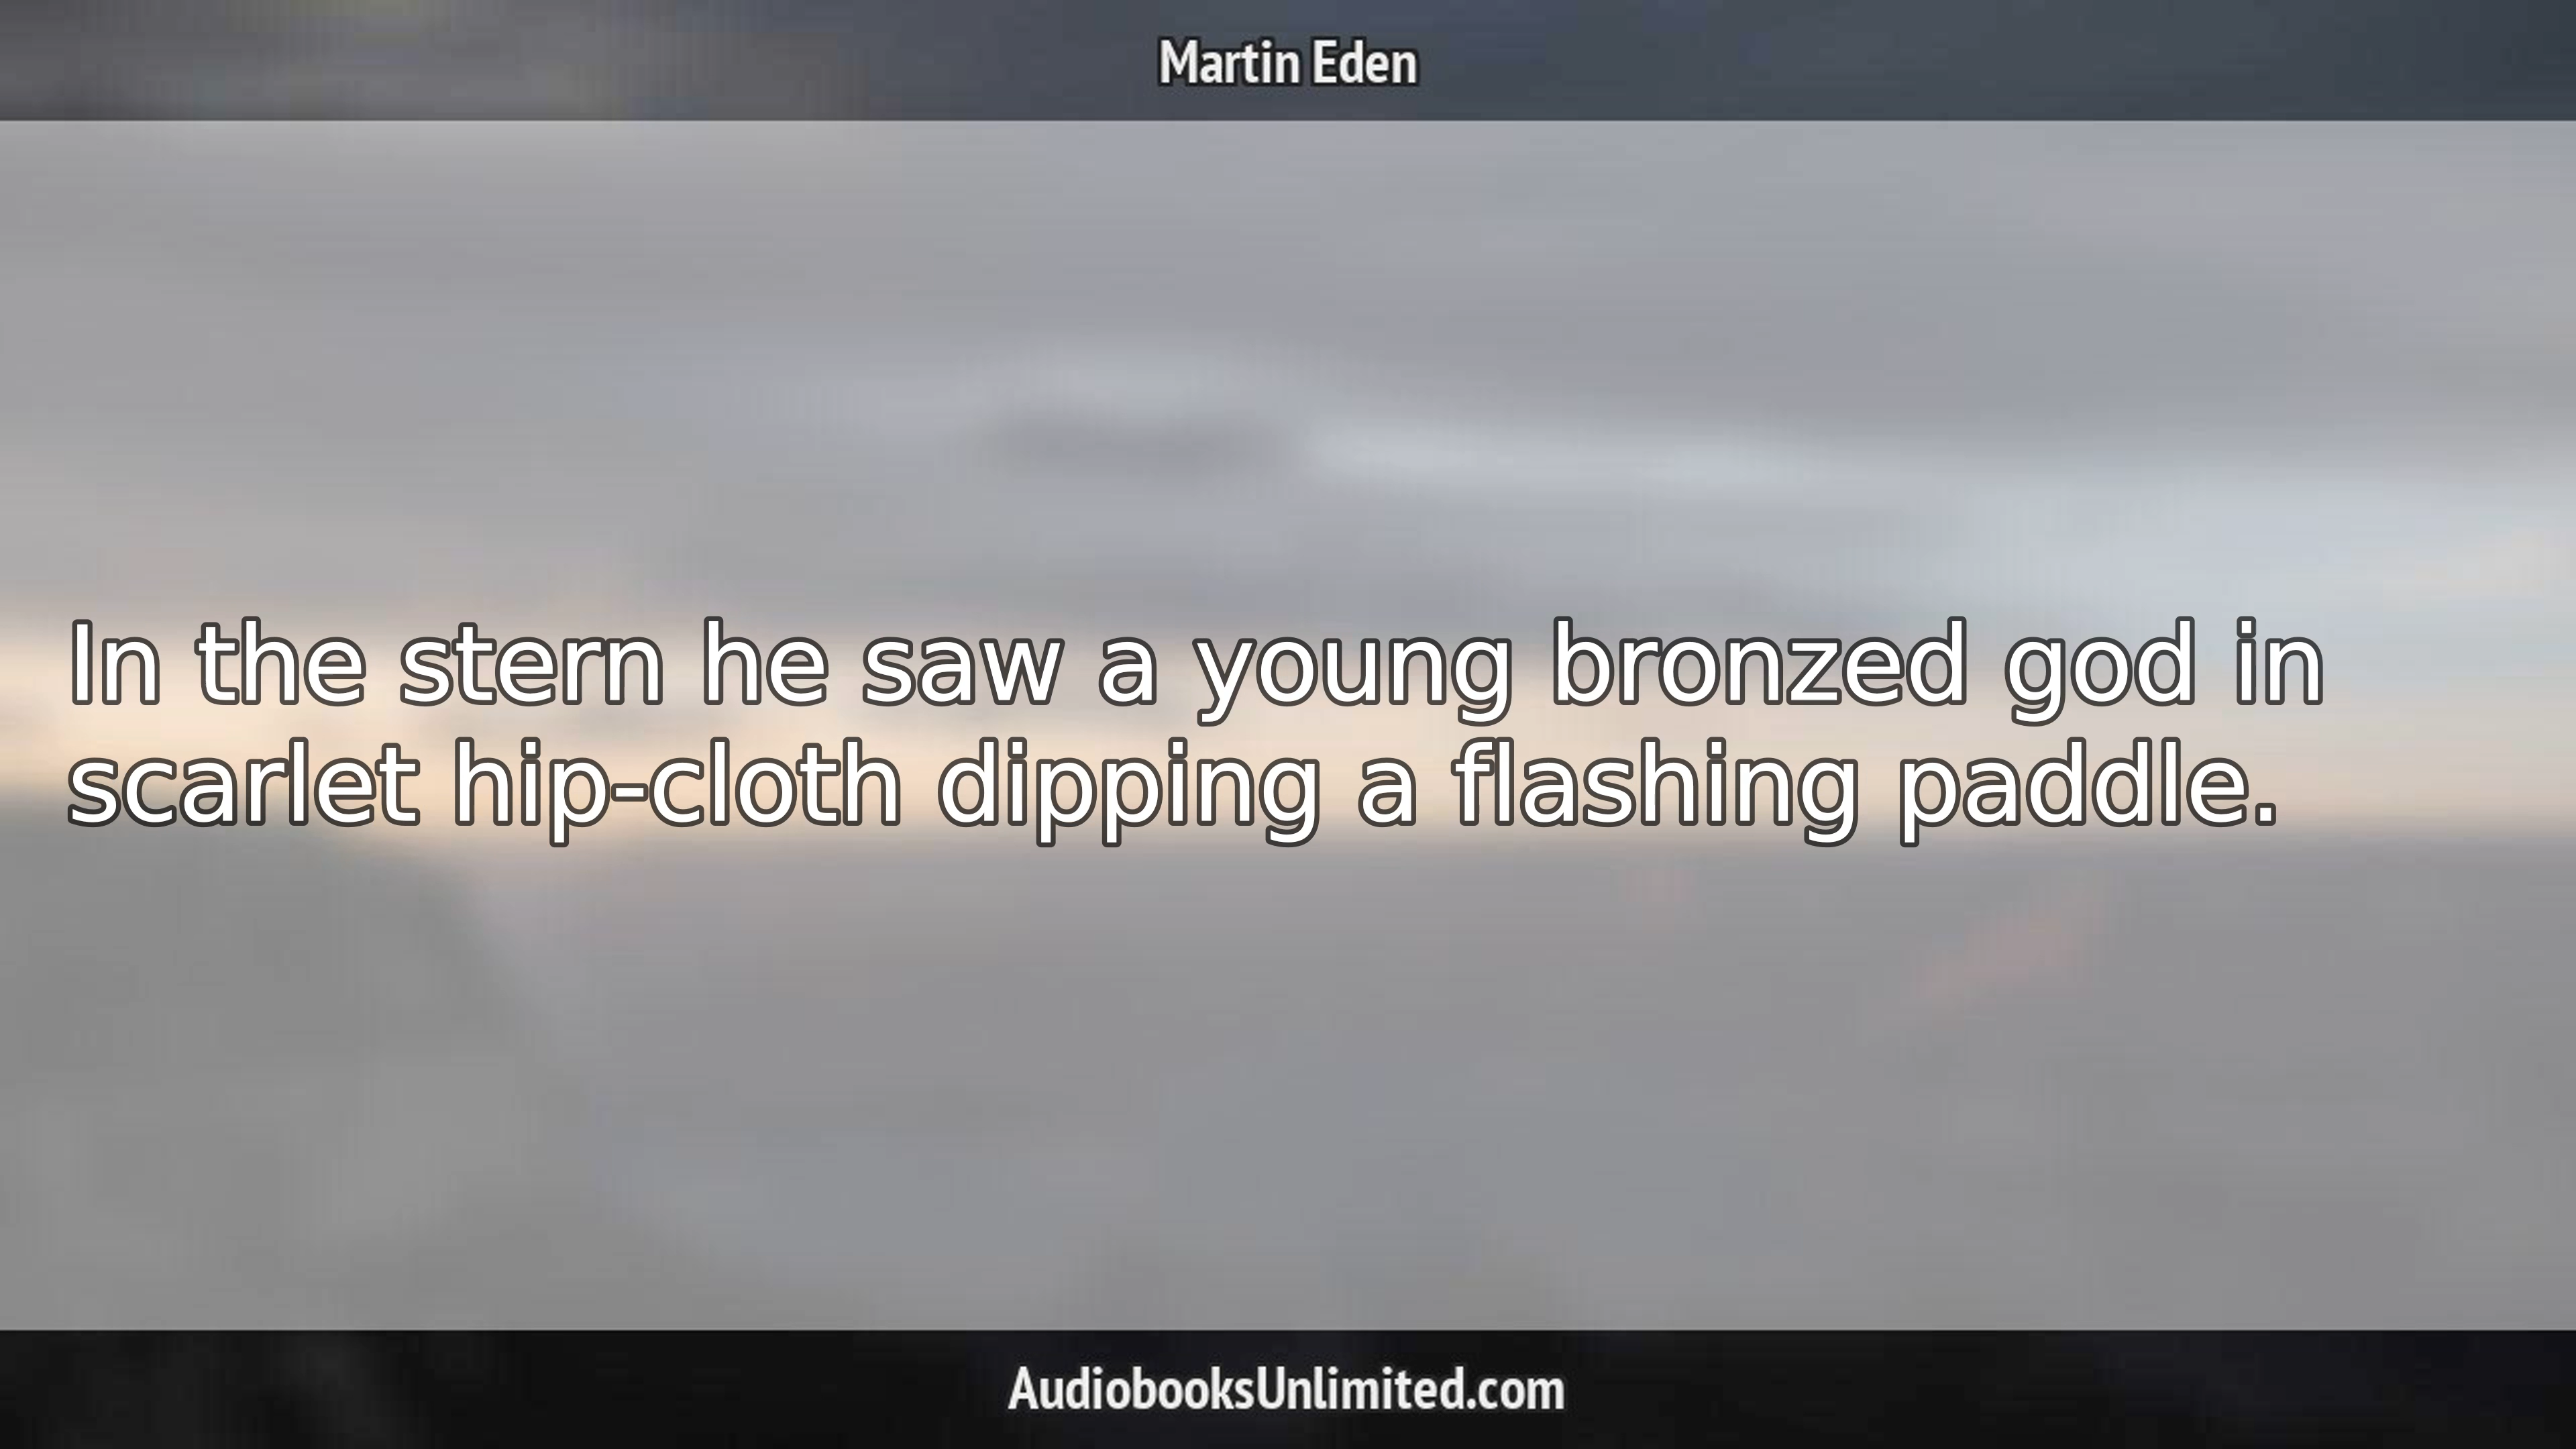 Martin Eden
In the stern he saw a young bronzed god in
scarlet hip-cloth dipping a flashing paddle.
AudiobooksUnlimited.com